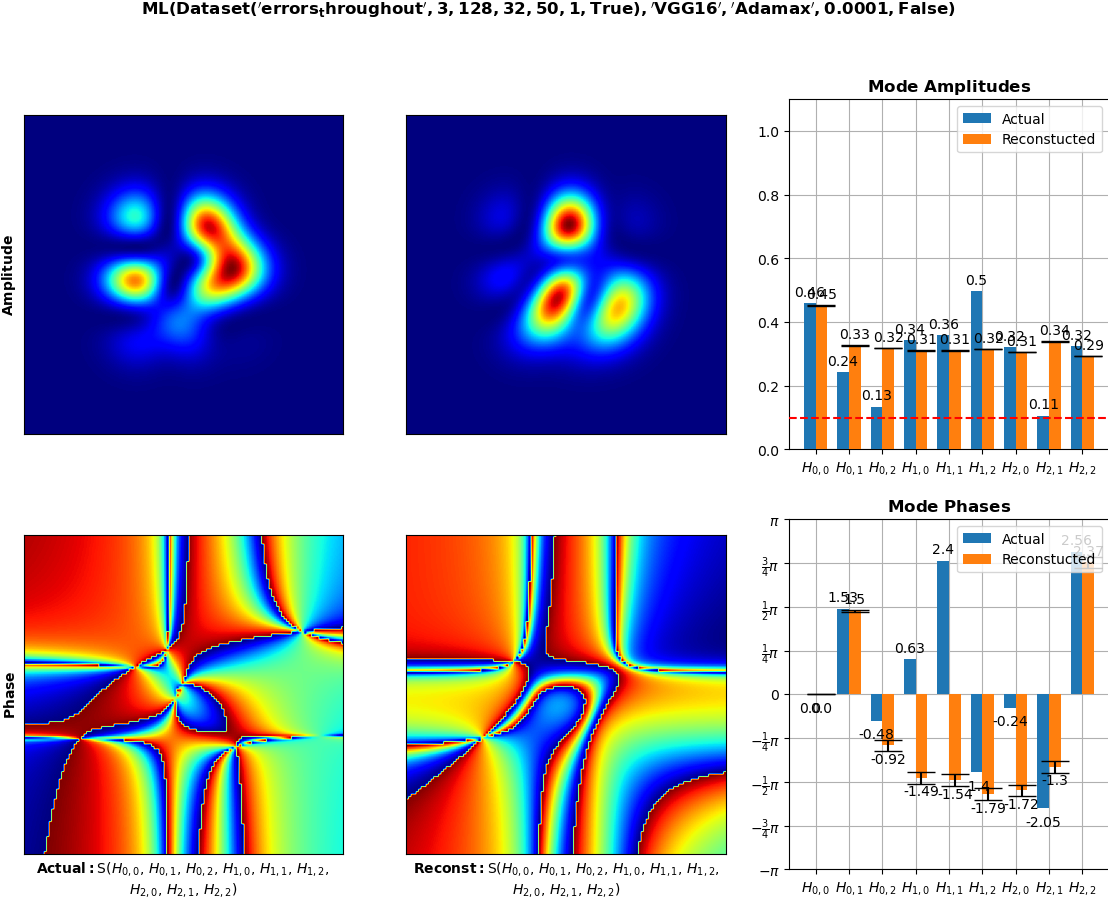 ML(Dataset('errors_throughout', 3, 128, 32, 50, 1, True), 'VGG16', 'Adamax', 0.0001, False)
Amplitude
Mode Amplitudes
Actual
Reconstucted
1.0
0.8
0.6
0.4
0.2
0.0
0.46 0.24 0.13 0.34 0.36 0.5 0.32 0.11 0.32
0.45 0.33 0.32 0.31 0.31 0.32 0.31 0.34 0.29
H0,0 H0,1 H0,2 H1,0 H1,1 H1,2 H2,0 H2,1 H2,2
Phase
Actual: S(H0,0, H0,1, H0,2, H1,0, H1,1, H1,2,
H2,0, H2,1, H2,2)
Reconst: S(H0,0, H0,1, H0,2, H1,0, H1,1, H1,2,
H2,0, H2,1, H2,2)
Mode Phases
Actual
Reconstucted
π
3/4π
1/2π
1/4π
0
−1/4π
−1/2π
−3/4π
−π
0.0 1.53 -0.48 0.63 2.4 -1.4 -0.24 -2.05 2.56
0.0 1.5 -0.92 -1.49 -1.54 -1.79 -1.72 -1.3 2.37
H0,0 H0,1 H0,2 H1,0 H1,1 H1,2 H2,0 H2,1 H2,2